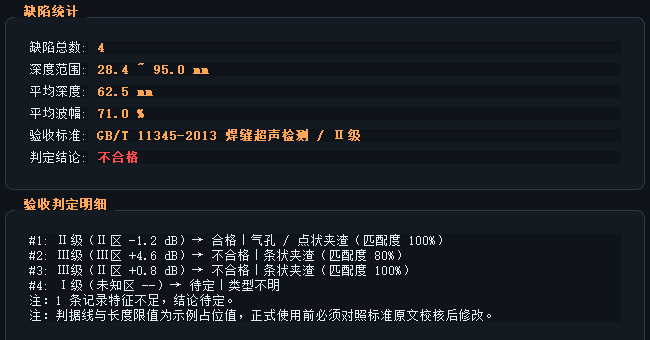 缺陷统计
缺陷总数: 4
深度范围: 28.4 ~ 95.0 mm
平均深度: 62.5 mm
平均波幅: 71.0 %
验收标准: GB/T 11345-2013 焊缝超声检测 / Ⅱ级
判定结论: 不合格
验收判定明细
#1: Ⅱ级（Ⅱ区 -1.2 dB）→ 合格｜气孔 / 点状夹渣（匹配度 100%）
#2: Ⅲ级（Ⅲ区 +4.6 dB）→ 不合格｜条状夹渣（匹配度 80%）
#3: Ⅲ级（Ⅱ区 +0.8 dB）→ 不合格｜条状夹渣（匹配度 100%）
#4: Ⅰ级（未知区 --）→ 待定｜类型不明
注：1 条记录特征不足，结论待定。
注：判据线与长度限值为示例占位值，正式使用前必须对照标准原文校核后修改。